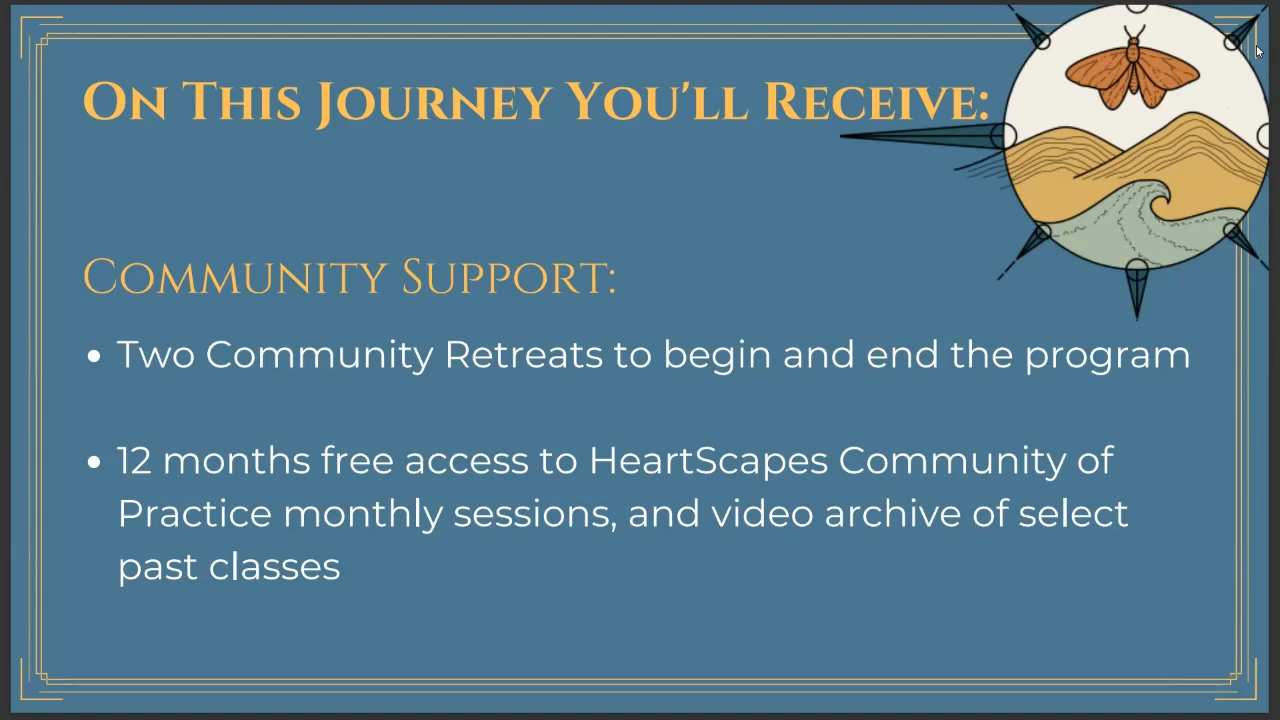 On This Journey You'll Receive:
Community Support:
• Two Community Retreats to begin and end the program
• 12 months free access to HeartScapes Community of
Practice monthly sessions, and video archive of select
past classes